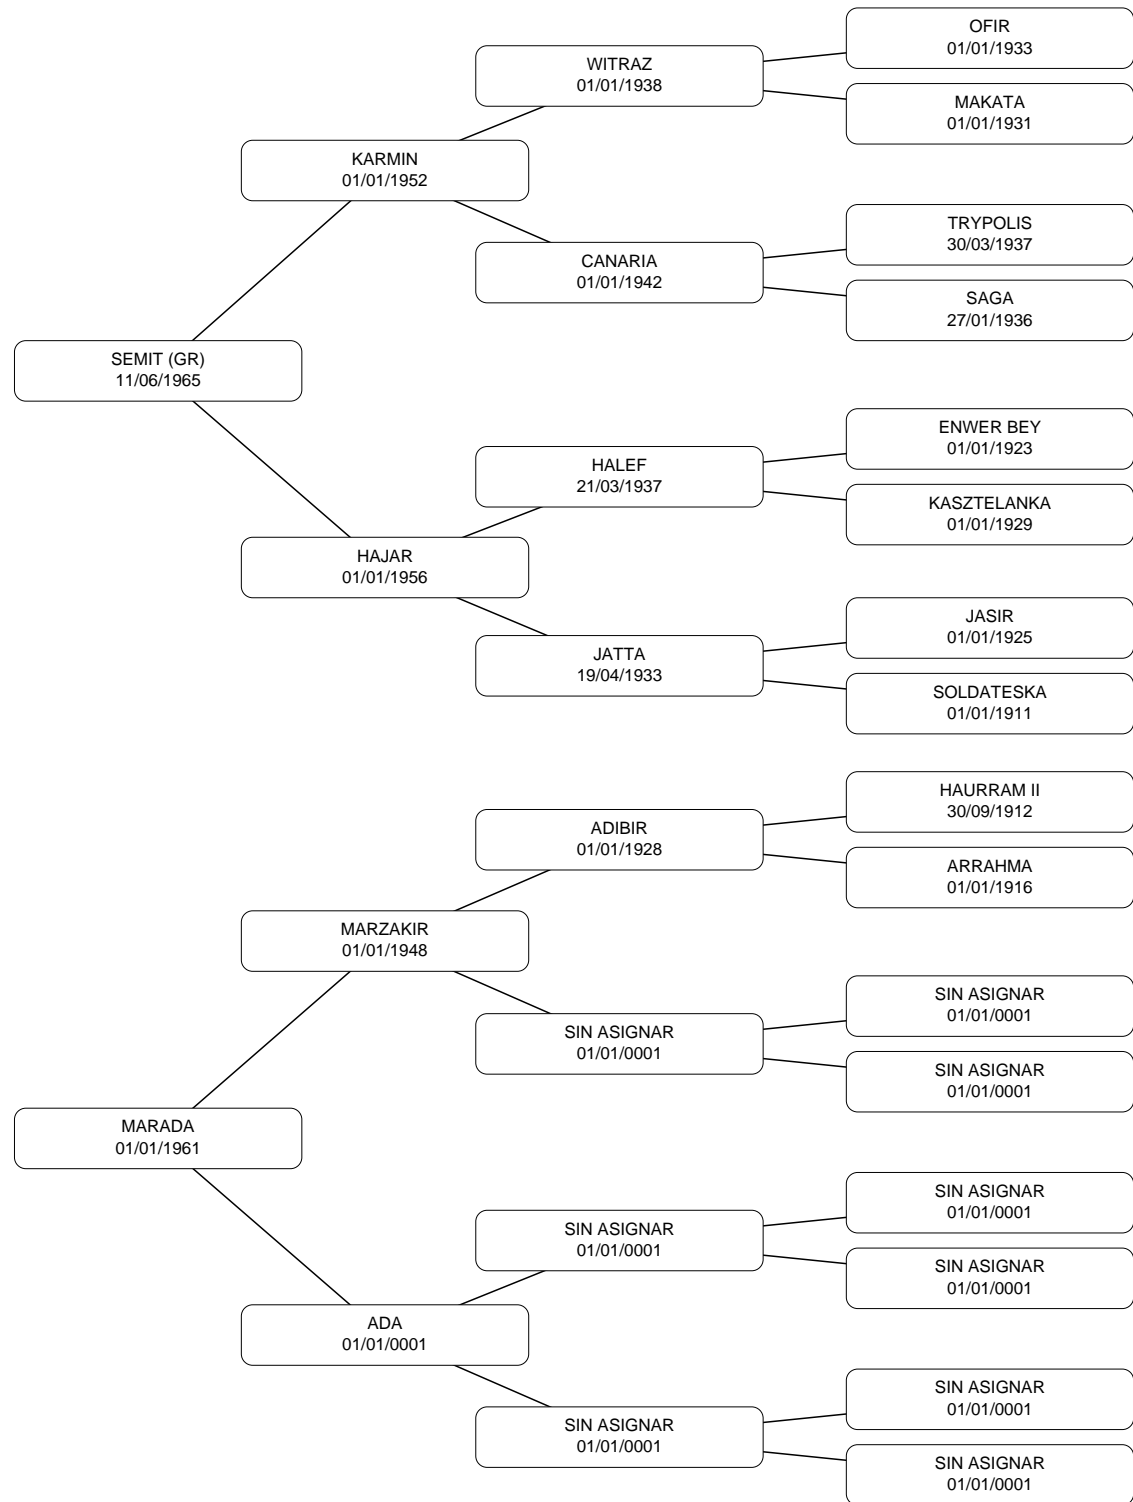 OFIR
01/01/1933
WITRAZ
01/01/1938
MAKATA
01/01/1931
KARMIN
01/01/1952
TRYPOLIS
30/03/1937
CANARIA
01/01/1942
SAGA
27/01/1936
SEMIT (GR)
11/06/1965
ENWER BEY
01/01/1923
HALEF
21/03/1937
KASZTELANKA
01/01/1929
HAJAR
01/01/1956
JASIR
01/01/1925
JATTA
19/04/1933
SOLDATESKA
01/01/1911
HAURRAM II
30/09/1912
ADIBIR
01/01/1928
ARRAHMA
01/01/1916
MARZAKIR
01/01/1948
SIN ASIGNAR
01/01/0001
SIN ASIGNAR
01/01/0001
SIN ASIGNAR
01/01/0001
MARADA
01/01/1961
SIN ASIGNAR
01/01/0001
SIN ASIGNAR
01/01/0001
SIN ASIGNAR
01/01/0001
ADA
01/01/0001
SIN ASIGNAR
01/01/0001
SIN ASIGNAR
01/01/0001
SIN ASIGNAR
01/01/0001